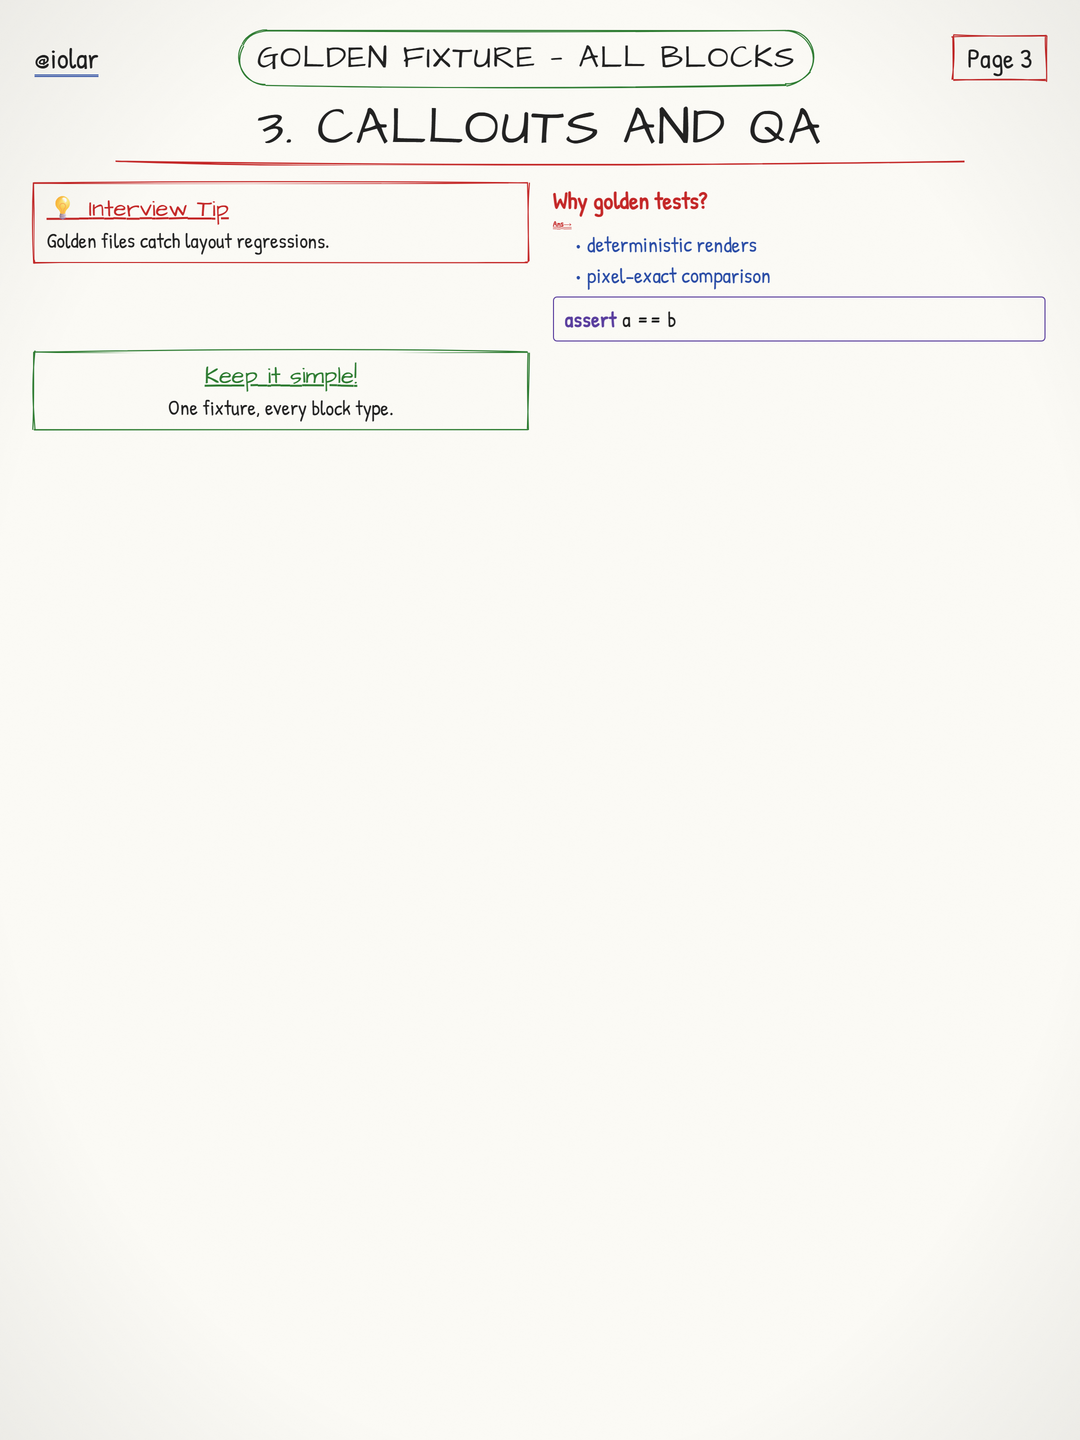 @iolar
GOLDEN FIXTURE - ALL BLOCKS
Page 3
3. CALLOUTS AND QA
💡 Interview Tip
Golden files catch layout regressions.
Why golden tests?
Ans→
• deterministic renders
• pixel-exact comparison
assert a == b
Keep it simple!
One fixture, every block type.